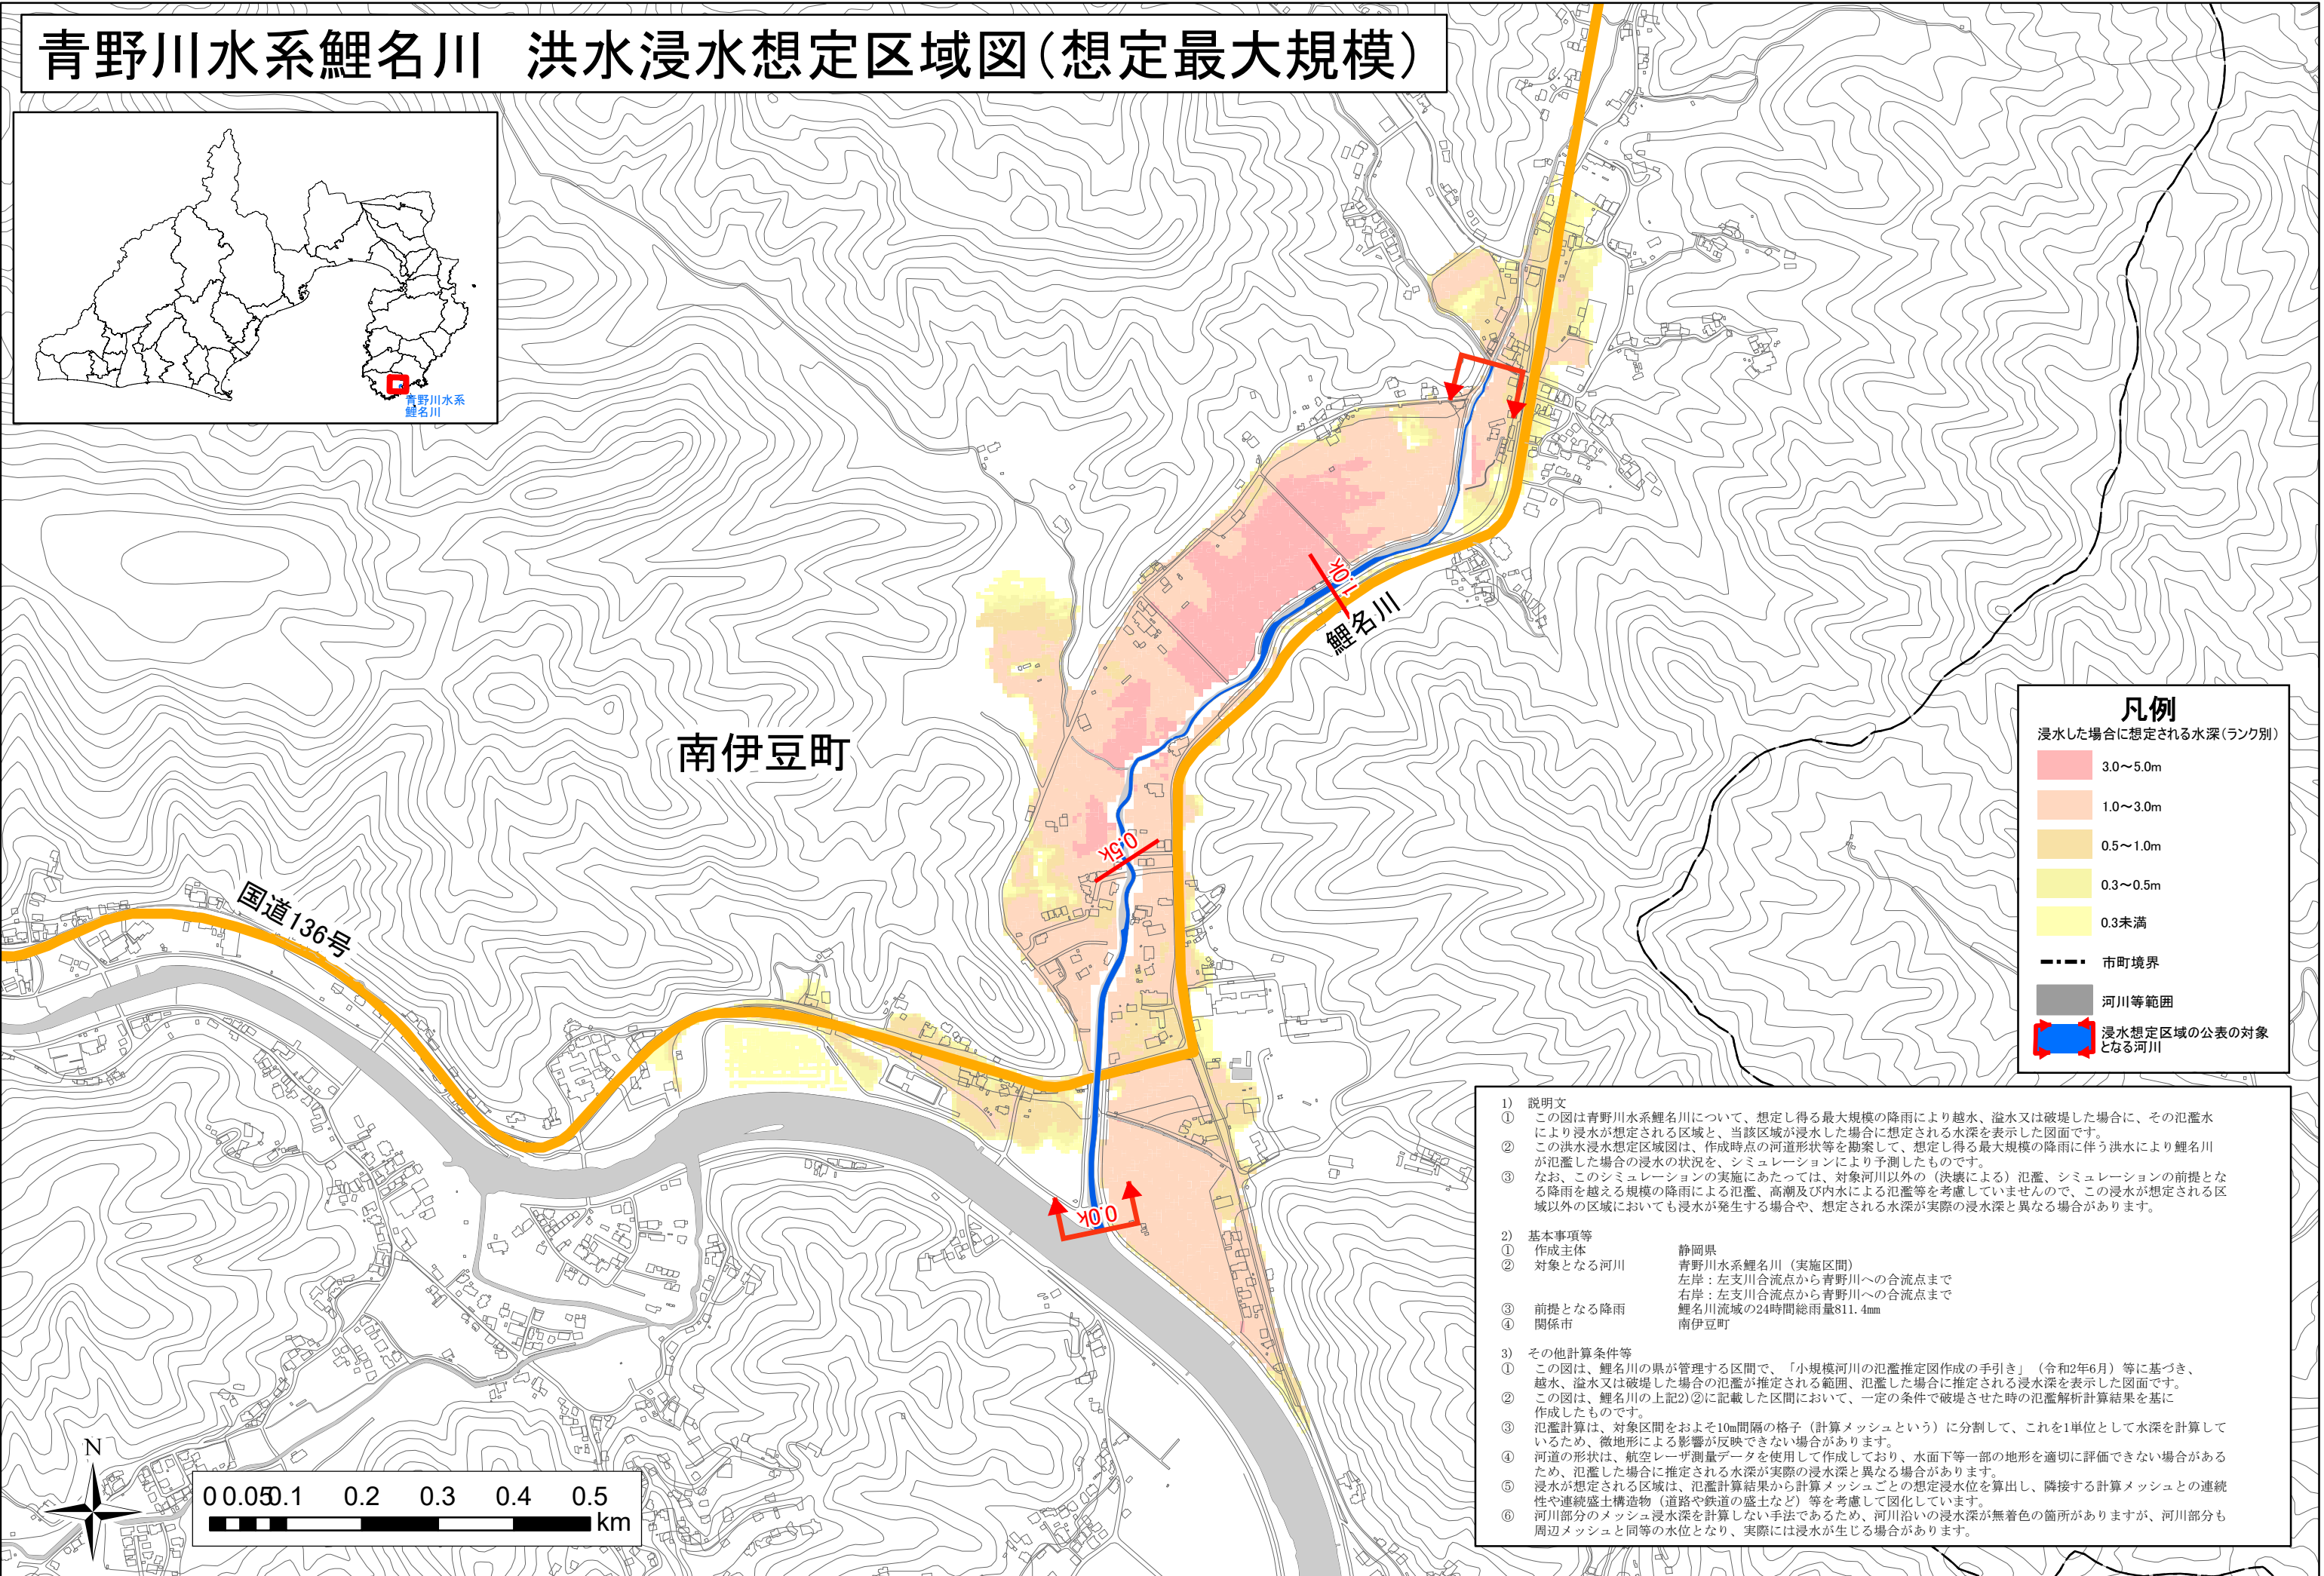 青野川水系鯉名川　洪水浸水想定区域図（想定最大規模）
青野川水系
鯉名川
南伊豆町
国道136号
鯉名川
1.0k
0.5k
0.0k
凡例
浸水した場合に想定される水深（ランク別）
3.0～5.0m
1.0～3.0m
0.5～1.0m
0.3～0.5m
0.3未満
市町境界
河川等範囲
浸水想定区域の公表の対象
となる河川
1)　説明文
①　この図は青野川水系鯉名川について、想定し得る最大規模の降雨により越水、溢水又は破堤した場合に、その氾濫水
により浸水が想定される区域と、当該区域が浸水した場合に想定される水深を表示した図面です。
②　この洪水浸水想定区域図は、作成時点の河道形状等を勘案して、想定し得る最大規模の降雨に伴う洪水により鯉名川
が氾濫した場合の浸水の状況を、シミュレーションにより予測したものです。
③　なお、このシミュレーションの実施にあたっては、対象河川以外の（決壊による）氾濫、シミュレーションの前提とな
る降雨を越える規模の降雨による氾濫、高潮及び内水による氾濫等を考慮していませんので、この浸水が想定される区
域以外の区域においても浸水が発生する場合や、想定される水深が実際の浸水深と異なる場合があります。
2)　基本事項等
①　作成主体　静岡県
②　対象となる河川　青野川水系鯉名川（実施区間）
左岸：左支川合流点から青野川への合流点まで
右岸：左支川合流点から青野川への合流点まで
③　前提となる降雨　鯉名川流域の24時間総雨量811.4mm
④　関係市　南伊豆町
3)　その他計算条件等
①　この図は、鯉名川の県が管理する区間で、「小規模河川の氾濫推定図作成の手引き」（令和2年6月）等に基づき、
越水、溢水又は破堤した場合の氾濫が推定される範囲、氾濫した場合に推定される浸水深を表示した図面です。
②　この図は、鯉名川の上記2)②に記載した区間において、一定の条件で破堤させた時の氾濫解析計算結果を基に
作成したものです。
③　氾濫計算は、対象区間をおよそ10m間隔の格子（計算メッシュという）に分割して、これを1単位として水深を計算して
いるため、微地形による影響が反映できない場合があります。
④　河道の形状は、航空レーザ測量データを使用して作成しており、水面下等一部の地形を適切に評価できない場合がある
ため、氾濫した場合に推定される水深が実際の浸水深と異なる場合があります。
⑤　浸水が想定される区域は、氾濫計算結果から計算メッシュごとの想定浸水位を算出し、隣接する計算メッシュとの連続
性や連続盛土構造物（道路や鉄道の盛土など）等を考慮して図化しています。
⑥　河川部分のメッシュ浸水深を計算しない手法であるため、河川沿いの浸水深が無着色の箇所がありますが、河川部分も
周辺メッシュと同等の水位となり、実際には浸水が生じる場合があります。
N
0 0.05 0.1 0.2 0.3 0.4 0.5
km